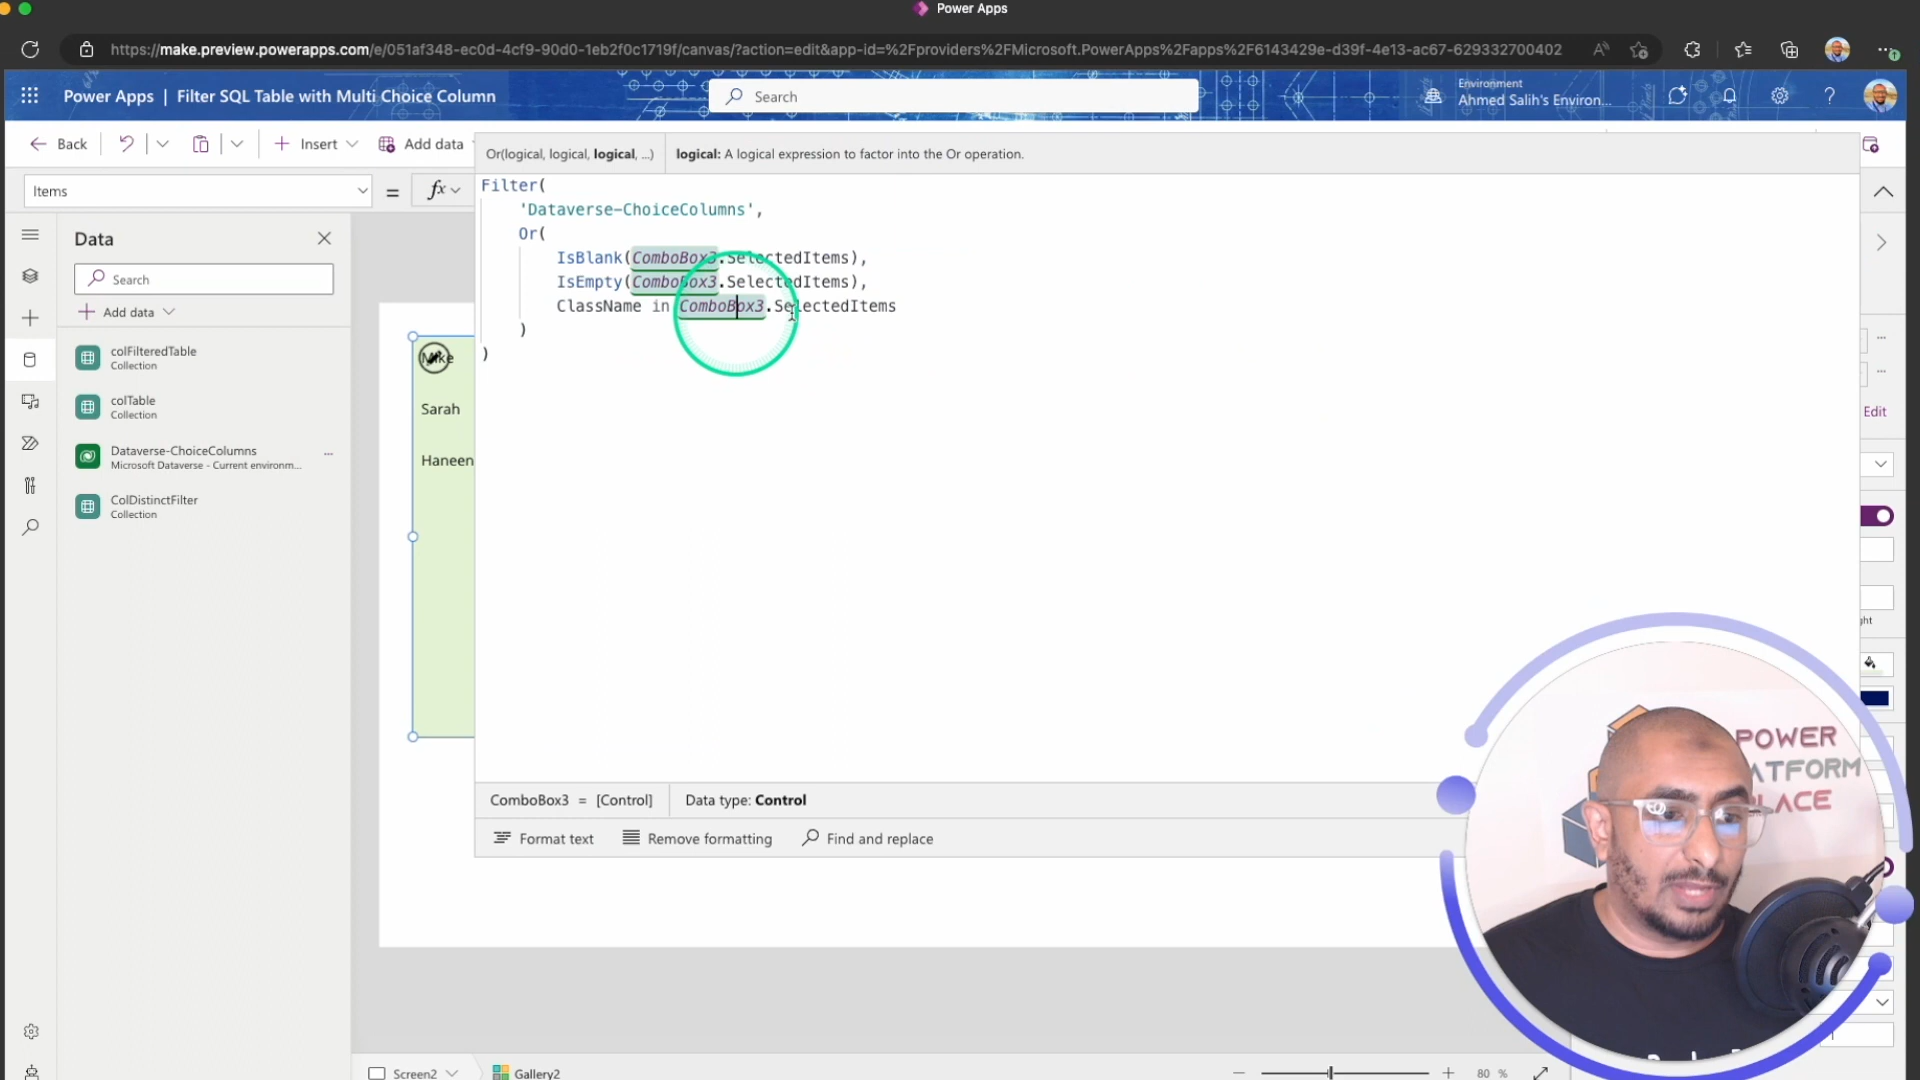 Power Apps
https://make.preview.powerapps.com/e/051af348-ec0d-4cf9-90d0-1eb2f0c1719f/canvas/?action=edit&app-id=%2Fproviders%2FMicrosoft.PowerApps%2Fapps%2F6143429e-d39f-4e13-ac67-629332700402
Power Apps | Filter SQL Table with Multi Choice Column
Search
Environment
Ahmed Salih's Environ...
Back
Insert
Add data
Or(logical, logical, logical, ...)
logical: A logical expression to factor into the Or operation.
Items
=
fx
Filter(
'Dataverse-ChoiceColumns',
Or(
IsBlank(ComboBox3.SelectedItems),
IsEmpty(ComboBox3.SelectedItems),
ClassName in ComboBox3.SelectedItems
)
)
Data
Search
Add data
colFilteredTable
Collection
colTable
Collection
Dataverse-ChoiceColumns
Microsoft Dataverse - Current environm...
ColDistinctFilter
Collection
Mike
Sarah
Haneen
Edit
ComboBox3 = [Control]
Data type: Control
Format text
Remove formatting
Find and replace
POWER
PLACE
Screen2
Gallery2
80 %